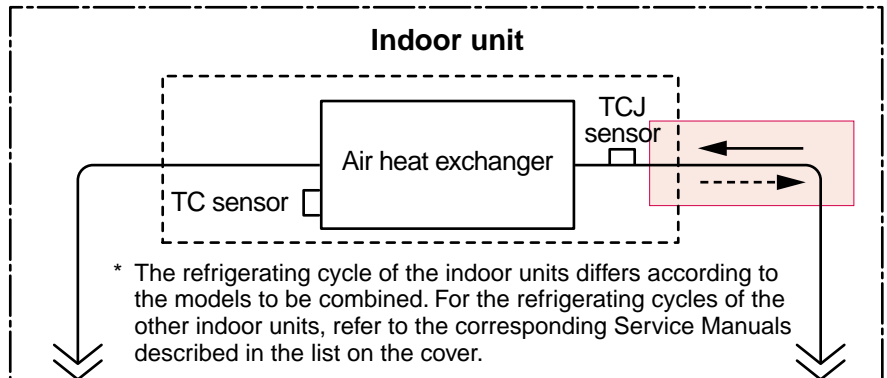 Indoor unit
TCJ
sensor
Air heat exchanger
TC sensor
* The refrigerating cycle of the indoor units differs according to
the models to be combined. For the refrigerating cycles of the
other indoor units, refer to the corresponding Service Manuals
described in the list on the cover.